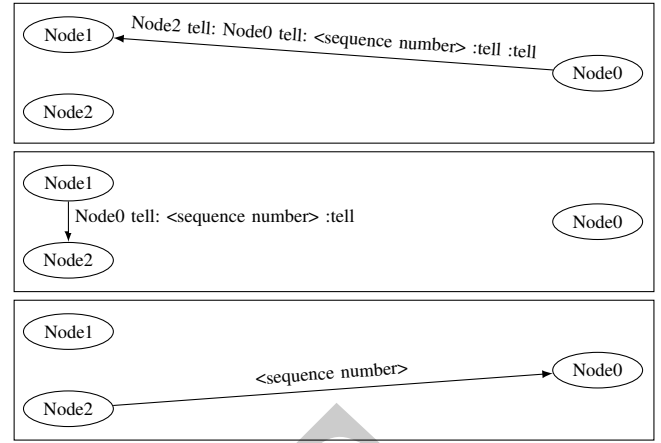 Node2 tell: Node0 tell: <sequence number> :tell :tell
Node1
Node0
Node2
Node1
Node0 tell: <sequence number> :tell
Node0
Node2
Node1
<sequence number>
Node0
Node2